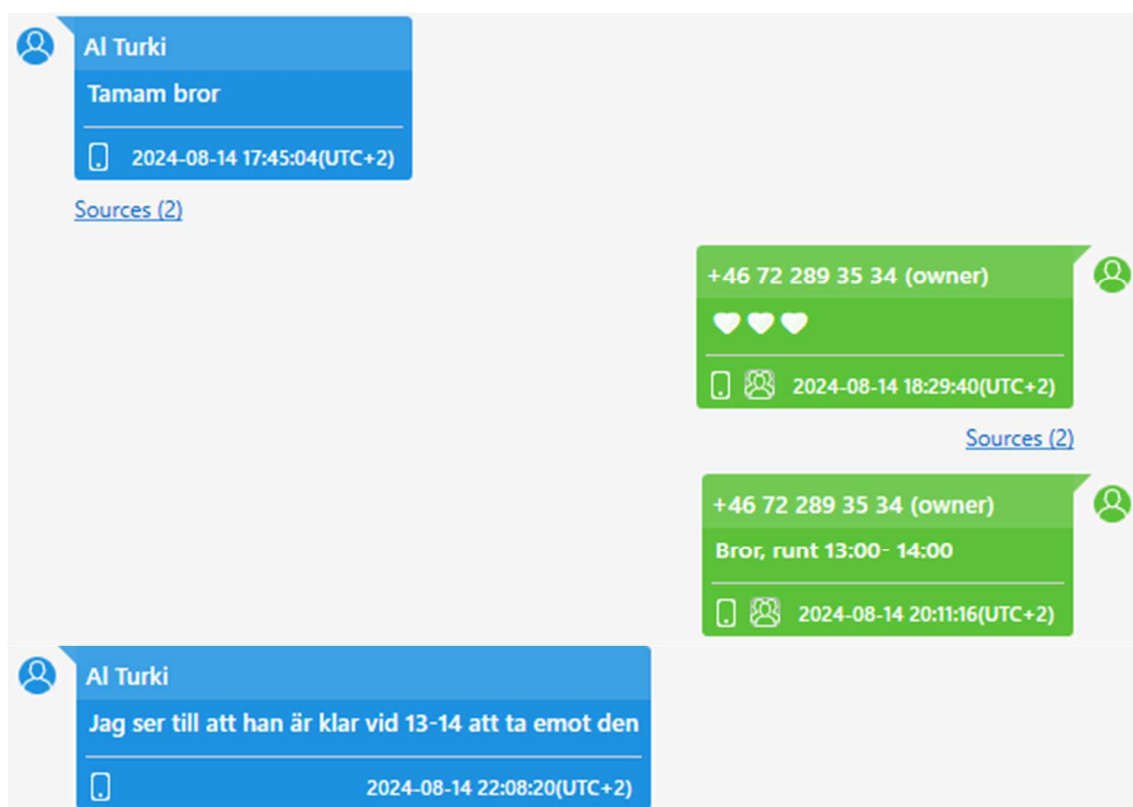 Al Turki
Tamam bror
2024-08-14 17:45:04(UTC+2)
Sources (2)
+46 72 289 35 34 (owner)
🤍🤍🤍
2024-08-14 18:29:40(UTC+2)
Sources (2)
+46 72 289 35 34 (owner)
Bror, runt 13:00- 14:00
2024-08-14 20:11:16(UTC+2)
Al Turki
Jag ser till att han är klar vid 13-14 att ta emot den
2024-08-14 22:08:20(UTC+2)